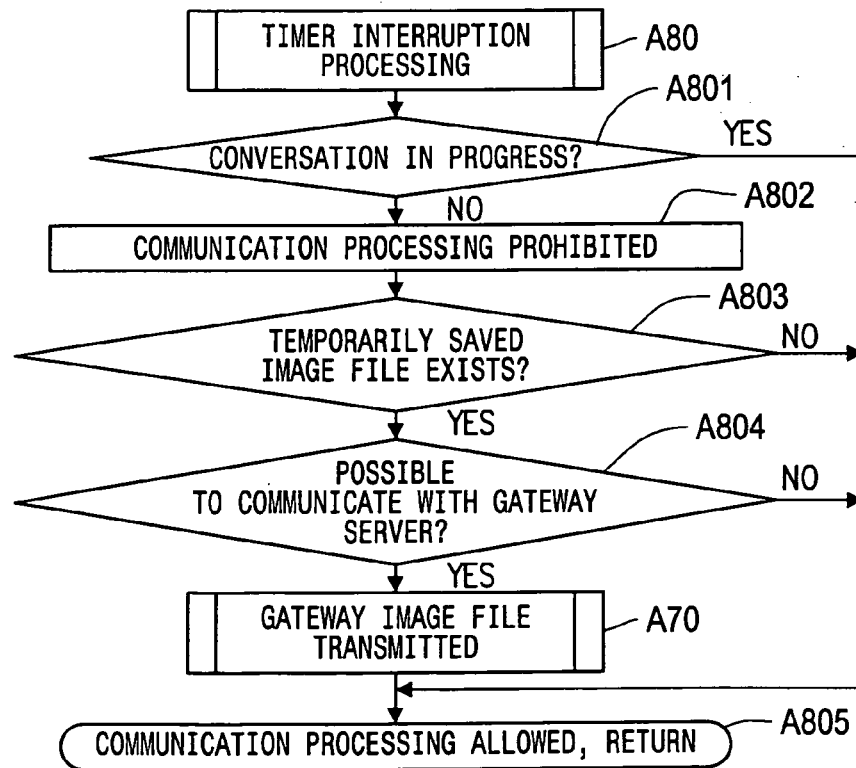 TIMER INTERRUPTION
PROCESSING
A80
A801
CONVERSATION IN PROGRESS?
YES
NO
A802
COMMUNICATION PROCESSING PROHIBITED
A803
TEMPORARILY SAVED
IMAGE FILE EXISTS?
NO
YES
A804
POSSIBLE
TO COMMUNICATE WITH GATEWAY
SERVER?
NO
YES
GATEWAY IMAGE FILE
TRANSMITTED
A70
A805
COMMUNICATION PROCESSING ALLOWED, RETURN